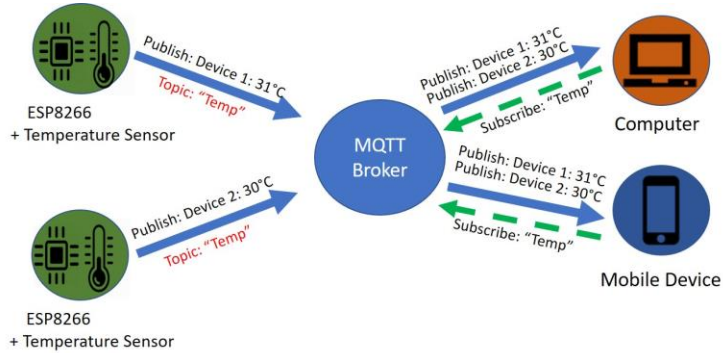 Publish: Device 1: 31°C
Topic: “Temp”
ESP8266
+ Temperature Sensor
Publish: Device 2: 30°C
Topic: “Temp”
ESP8266
+ Temperature Sensor
MQTT
Broker
Publish: Device 1: 31°C
Publish: Device 2: 30°C
Subscribe: “Temp”
Computer
Publish: Device 1: 31°C
Publish: Device 2: 30°C
Subscribe: “Temp”
Mobile Device